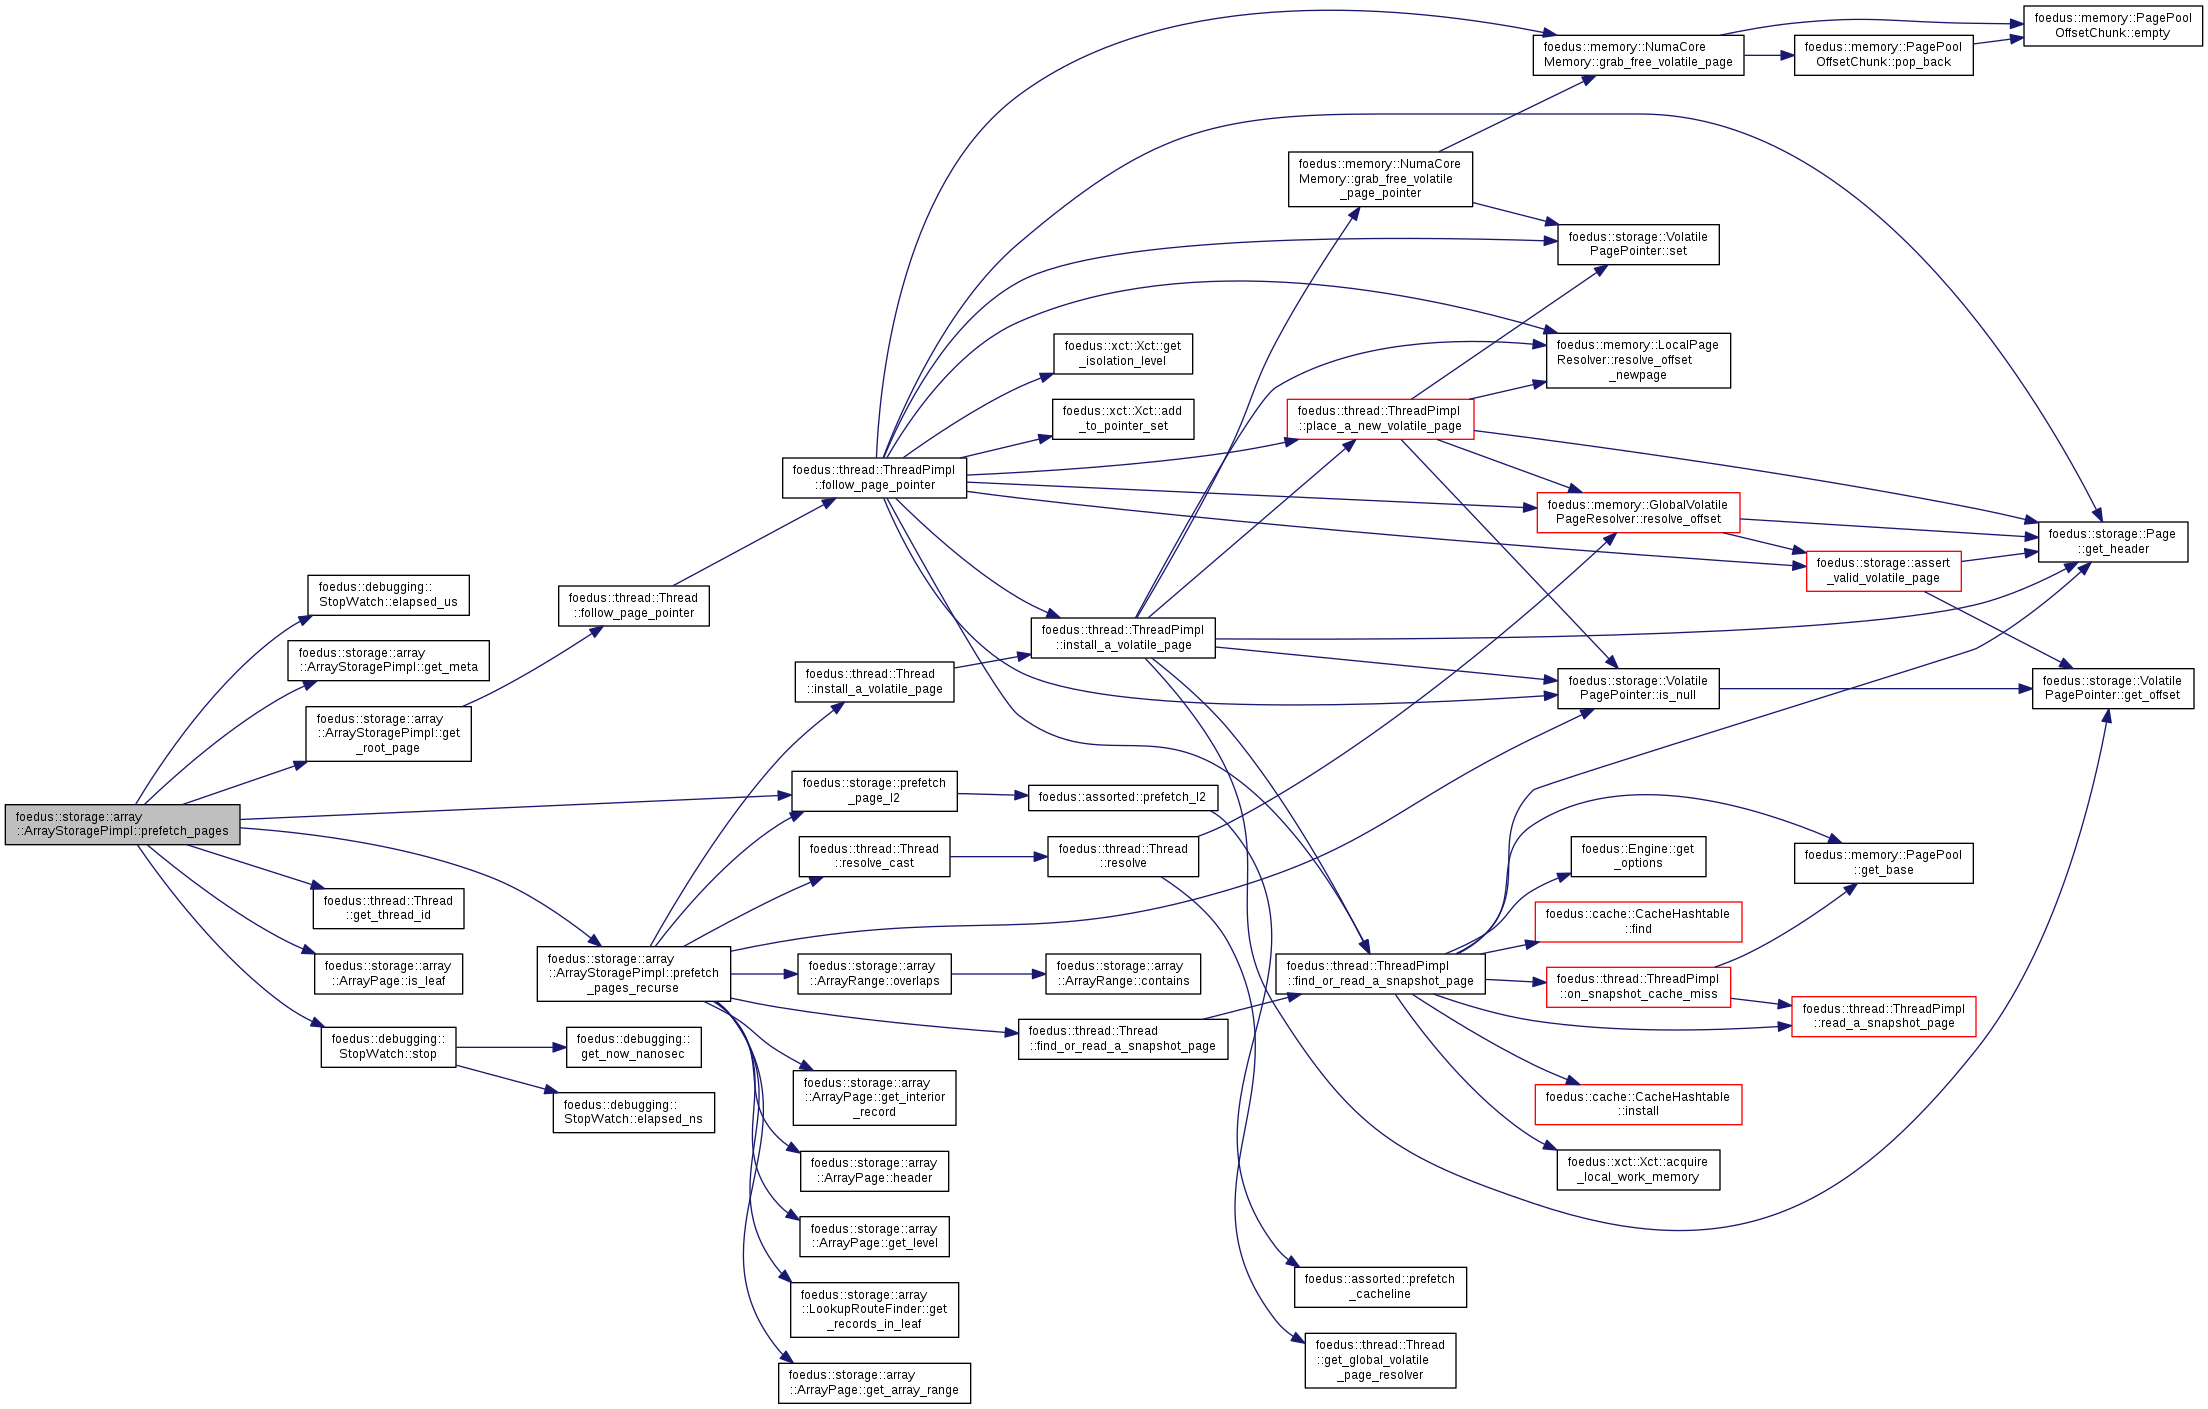 foedus::storage::array
::ArrayStoragePimpl::prefetch_pages
foedus::debugging::
StopWatch::elapsed_us
foedus::storage::array
::ArrayStoragePimpl::get_meta
foedus::storage::array
::ArrayStoragePimpl::get
_root_page
foedus::thread::Thread
::get_thread_id
foedus::storage::array
::ArrayPage::is_leaf
foedus::debugging::
StopWatch::stop
foedus::thread::Thread
::follow_page_pointer
foedus::storage::array
::ArrayStoragePimpl::prefetch
_pages_recurse
foedus::debugging::
get_now_nanosec
foedus::debugging::
StopWatch::elapsed_ns
foedus::thread::ThreadPimpl
::follow_page_pointer
foedus::thread::Thread
::install_a_volatile_page
foedus::storage::prefetch
_page_l2
foedus::thread::Thread
::resolve_cast
foedus::storage::array
::ArrayRange::overlaps
foedus::storage::array
::ArrayPage::get_interior
_record
foedus::storage::array
::ArrayPage::header
foedus::storage::array
::ArrayPage::get_level
foedus::storage::array
::LookupRouteFinder::get
_records_in_leaf
foedus::storage::array
::ArrayPage::get_array_range
foedus::xct::Xct::get
_isolation_level
foedus::xct::Xct::add
_to_pointer_set
foedus::thread::ThreadPimpl
::install_a_volatile_page
foedus::assorted::prefetch_l2
foedus::thread::Thread
::resolve
foedus::storage::array
::ArrayRange::contains
foedus::thread::Thread
::find_or_read_a_snapshot_page
foedus::memory::NumaCore
Memory::grab_free_volatile
_page_pointer
foedus::thread::ThreadPimpl
::place_a_new_volatile_page
foedus::thread::ThreadPimpl
::find_or_read_a_snapshot_page
foedus::assorted::prefetch
_cacheline
foedus::thread::Thread
::get_global_volatile
_page_resolver
foedus::memory::NumaCore
Memory::grab_free_volatile_page
foedus::storage::Volatile
PagePointer::set
foedus::memory::LocalPage
Resolver::resolve_offset
_newpage
foedus::memory::GlobalVolatile
PageResolver::resolve_offset
foedus::storage::Volatile
PagePointer::is_null
foedus::Engine::get
_options
foedus::cache::CacheHashtable
::find
foedus::thread::ThreadPimpl
::on_snapshot_cache_miss
foedus::cache::CacheHashtable
::install
foedus::xct::Xct::acquire
_local_work_memory
foedus::memory::PagePool
OffsetChunk::pop_back
foedus::storage::assert
_valid_volatile_page
foedus::memory::PagePool
::get_base
foedus::thread::ThreadPimpl
::read_a_snapshot_page
foedus::memory::PagePool
OffsetChunk::empty
foedus::storage::Page
::get_header
foedus::storage::Volatile
PagePointer::get_offset